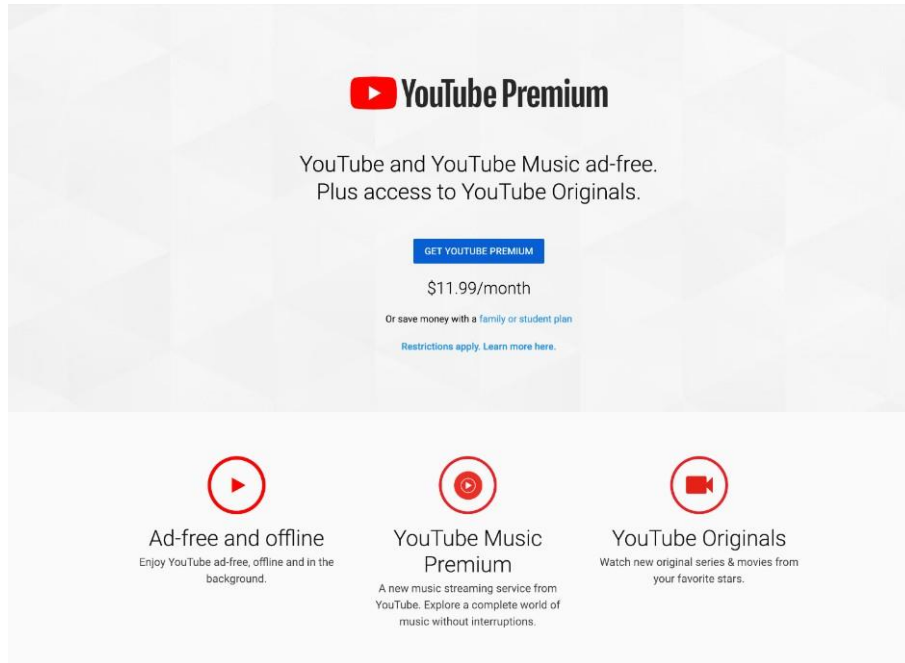 YouTube Premium
YouTube and YouTube Music ad-free.
Plus access to YouTube Originals.
GET YOUTUBE PREMIUM
$11.99/month
Or save money with a family or student plan
Restrictions apply. Learn more here.
Ad-free and offline
Enjoy YouTube ad-free, offline and in the
background.
YouTube Music
Premium
A new music streaming service from
YouTube. Explore a complete world of
music without interruptions.
YouTube Originals
Watch new original series & movies from
your favorite stars.